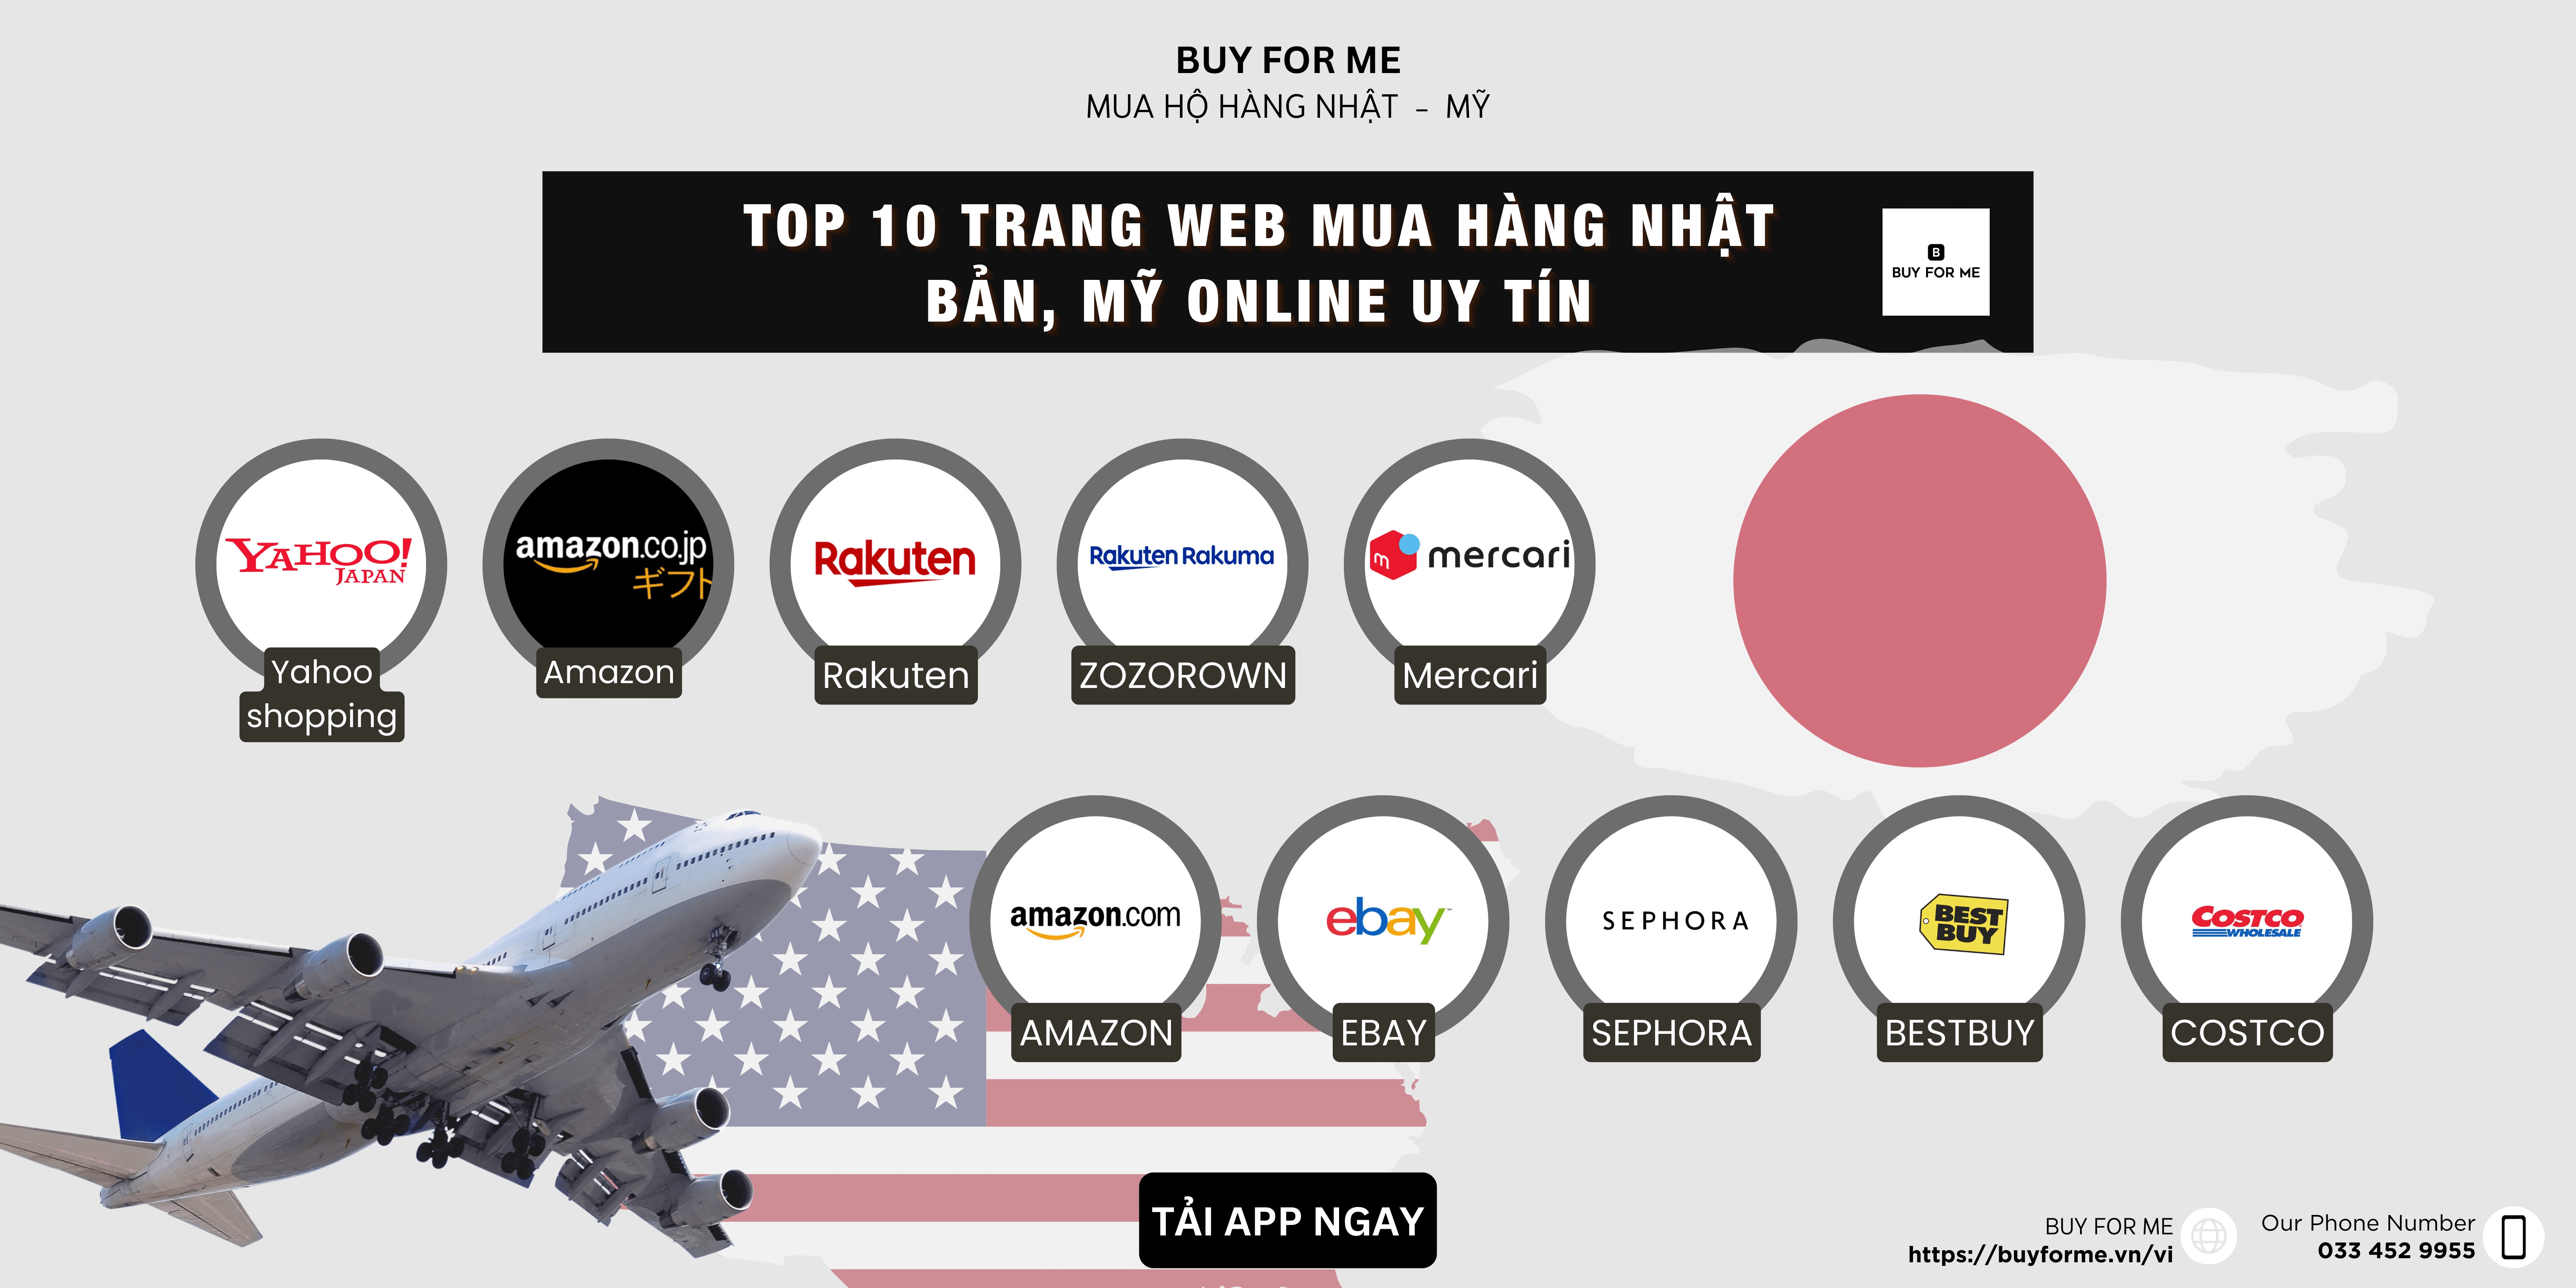 BUY FOR ME
MUA HỘ HÀNG NHẬT - MỸ
TOP 10 TRANG WEB MUA HÀNG NHẬT
BẢN, MỸ ONLINE UY TÍN
B
BUY FOR ME
YAHOO!
JAPAN
amazon.co.jp
ギフト
Rakuten
Rakuten Rakuma
m mercari
Yahoo
shopping
Amazon
Rakuten
ZOZOROWN
Mercari
amazon.com
ebay™
SEPHORA
BEST
BUY
COSTCO
WHOLESALE
AMAZON
EBAY
SEPHORA
BESTBUY
COSTCO
TẢI APP NGAY
BUY FOR ME
https://buyforme.vn/vi
Our Phone Number
033 452 9955